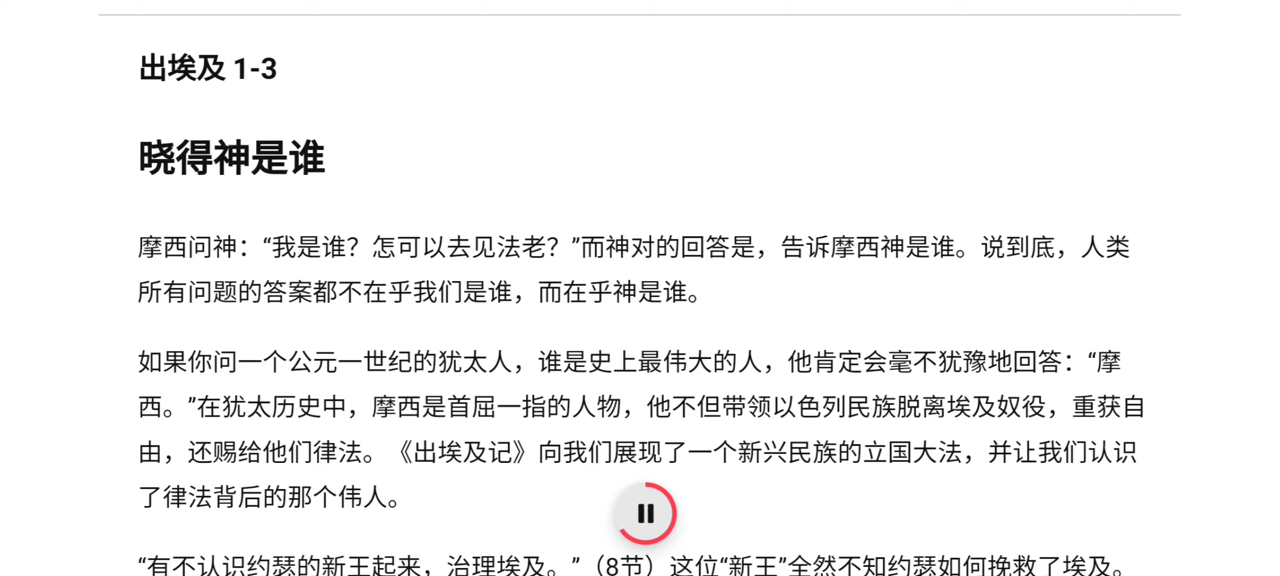 出埃及 1-3
晓得神是谁
摩西问神：“我是谁？怎可以去见法老？”而神对的回答是，告诉摩西神是谁。说到底，人类
所有问题的答案都不在乎我们是谁，而在乎神是谁。
如果你问一个公元一世纪的犹太人，谁是史上最伟大的人，他肯定会毫不犹豫地回答：“摩
西。”在犹太历史中，摩西是首屈一指的人物，他不但带领以色列民族脱离埃及奴役，重获自
由，还赐给他们律法。《出埃及记》向我们展现了一个新兴民族的立国大法，并让我们认识
了律法背后的那个伟人。
“有不认识约瑟的新王起来，治理埃及。”（8节）这位“新王”全然不知约瑟如何挽救了埃及。